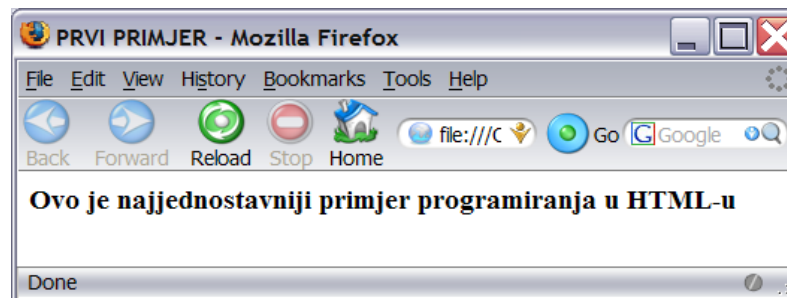 PRVI PRIMJER - Mozilla Firefox
File Edit View History Bookmarks Tools Help
Back Forward Reload Stop Home file:///C Go G Google
Ovo je najjednostavniji primjer programiranja u HTML-u
Done